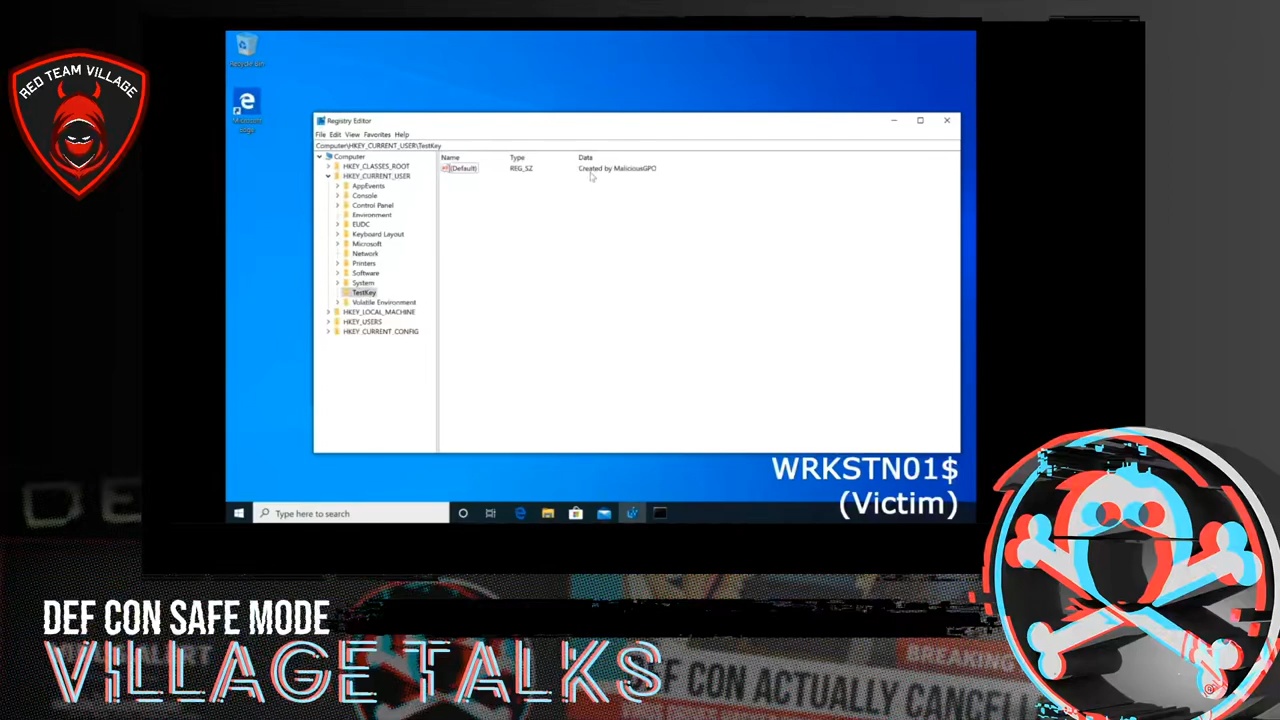 RED TEAM VILLAGE
Recycle Bin
Microsoft
Edge
Registry Editor
File Edit View Favorites Help
Computer\HKEY_CURRENT_USER\TestKey
Computer
HKEY_CLASSES_ROOT
HKEY_CURRENT_USER
AppEvents
Console
Control Panel
Environment
EUDC
Keyboard Layout
Microsoft
Network
Printers
Software
System
TestKey
Volatile Environment
HKEY_LOCAL_MACHINE
HKEY_USERS
HKEY_CURRENT_CONFIG
Name Type Data
(Default) REG_SZ Created by MaliciousGPO
WRKSTN01$
(Victim)
Type here to search
DEF CON SAFE MODE
VILLAGE TALKS
DEF CON ACTUALLY CANCELL
BREAKIN